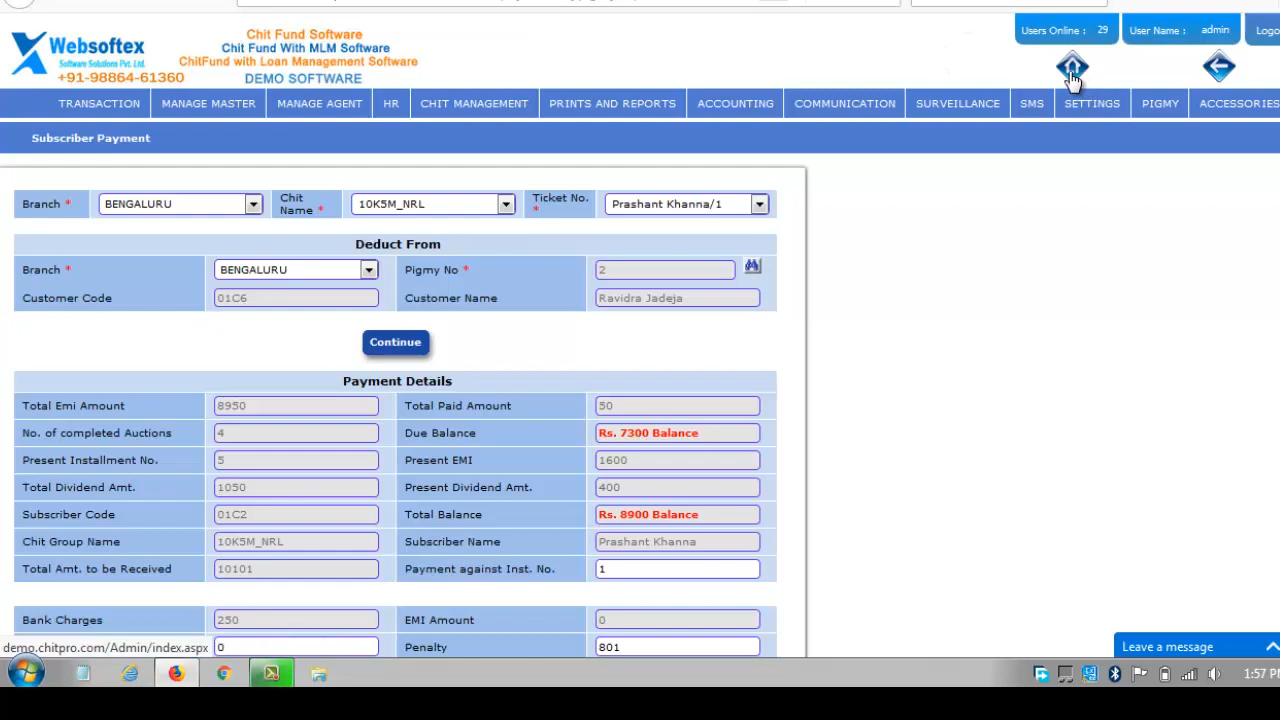 Websoftex
Software Solutions Pvt. Ltd.
+91-98864-61360
Chit Fund Software
Chit Fund With MLM Software
ChitFund with Loan Management Software
DEMO SOFTWARE
Users Online : 29
User Name : admin
Logo
TRANSACTION MANAGE MASTER MANAGE AGENT HR CHIT MANAGEMENT PRINTS AND REPORTS ACCOUNTING COMMUNICATION SURVEILLANCE SMS SETTINGS PIGMY ACCESSORIES
Subscriber Payment
Branch * BENGALURU Chit Name * 10K5M_NRL Ticket No. * Prashant Khanna/1
Deduct From
Branch * BENGALURU Pigmy No * 2
Customer Code 01C6 Customer Name Ravidra Jadeja
Continue
Payment Details
Total Emi Amount 8950 Total Paid Amount 50
No. of completed Auctions 4 Due Balance Rs. 7300 Balance
Present Installment No. 5 Present EMI 1600
Total Dividend Amt. 1050 Present Dividend Amt. 400
Subscriber Code 01C2 Total Balance Rs. 8900 Balance
Chit Group Name 10K5M_NRL Subscriber Name Prashant Khanna
Total Amt. to be Received 10101 Payment against Inst. No. 1
Bank Charges 250 EMI Amount 0
demo.chitpro.com/Admin/index.aspx 0 Penalty 801
Leave a message
1:57 PM